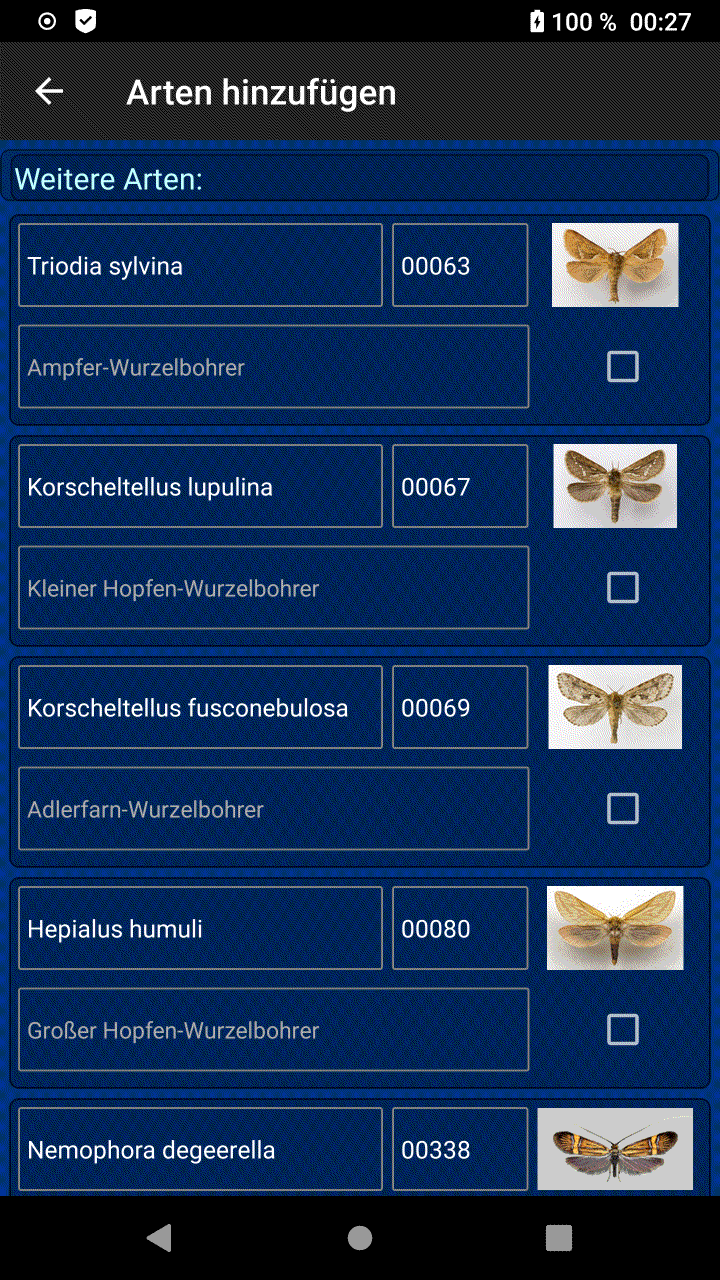 100 % 00:27
Arten hinzufügen
Weitere Arten:
Triodia sylvina 00063
Ampfer-Wurzelbohrer
Korscheltellus lupulina 00067
Kleiner Hopfen-Wurzelbohrer
Korscheltellus fusconebulosa 00069
Adlerfarn-Wurzelbohrer
Hepialus humuli 00080
Großer Hopfen-Wurzelbohrer
Nemophora degeerella 00338